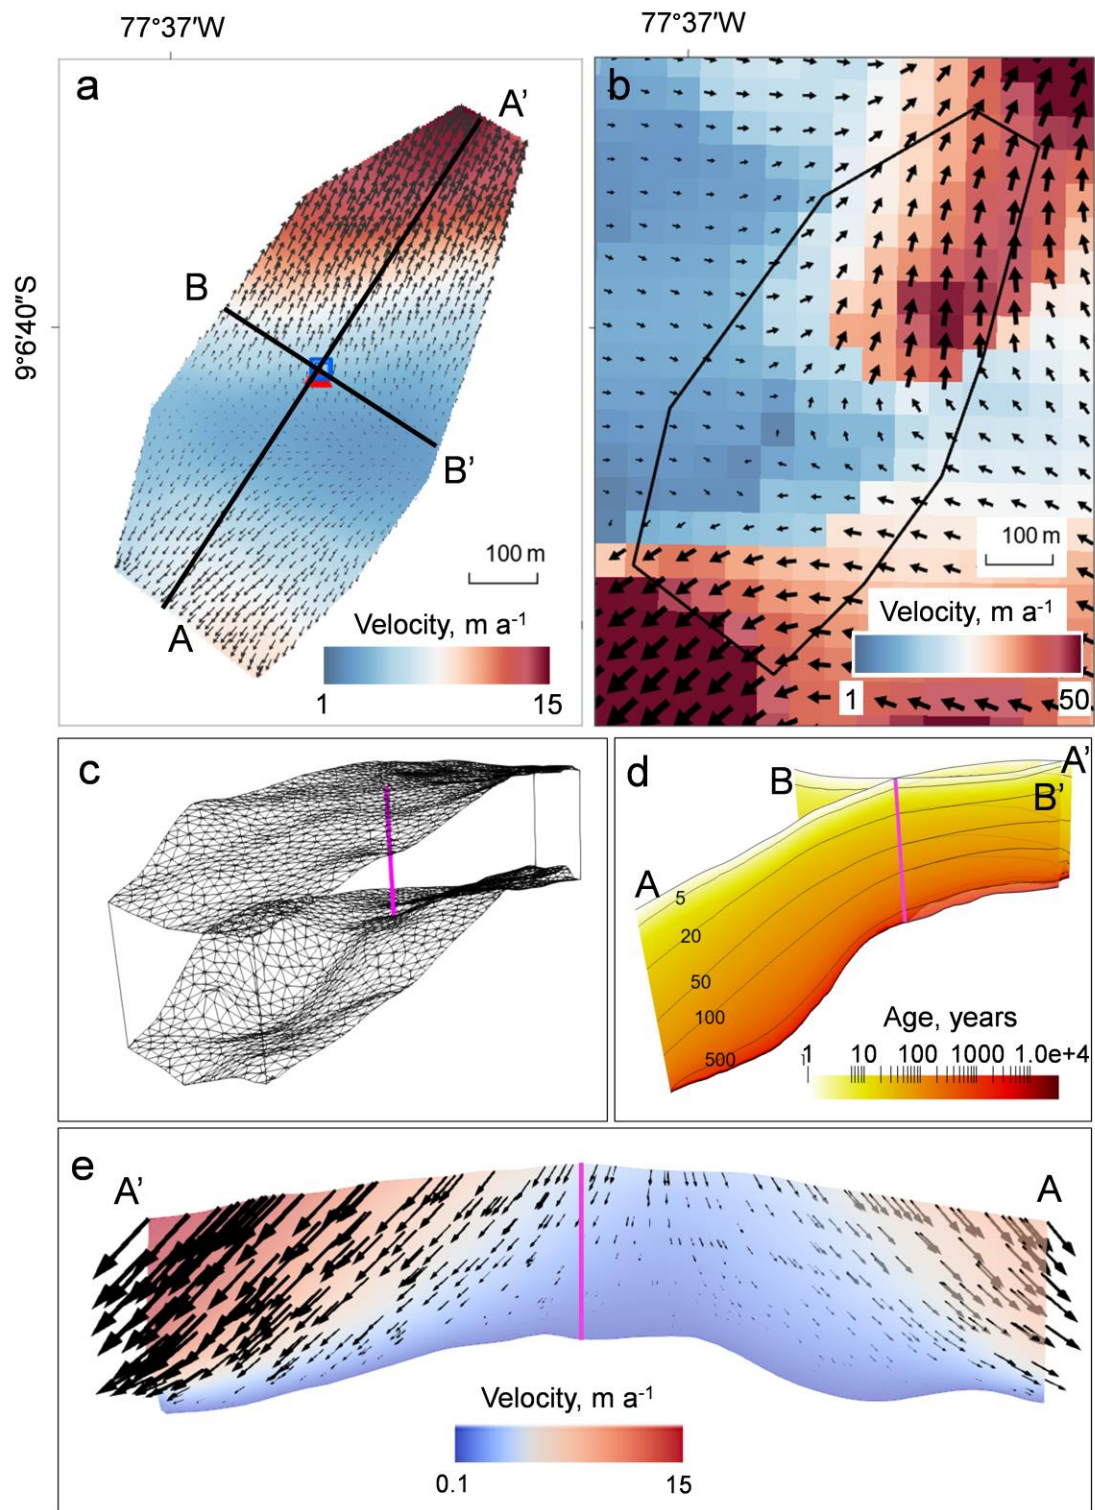 77°37′W
77°37′W
a
A’
B
9°6′40″S
B’
100 m
A
Velocity, m a⁻¹
1
15
b
100 m
Velocity, m a⁻¹
1
50
c
d
A’
B
B’
A
5
20
50
100
500
Age, years
1
10
100
1000
1.0e+4
e
A’
A
Velocity, m a⁻¹
0.1
15